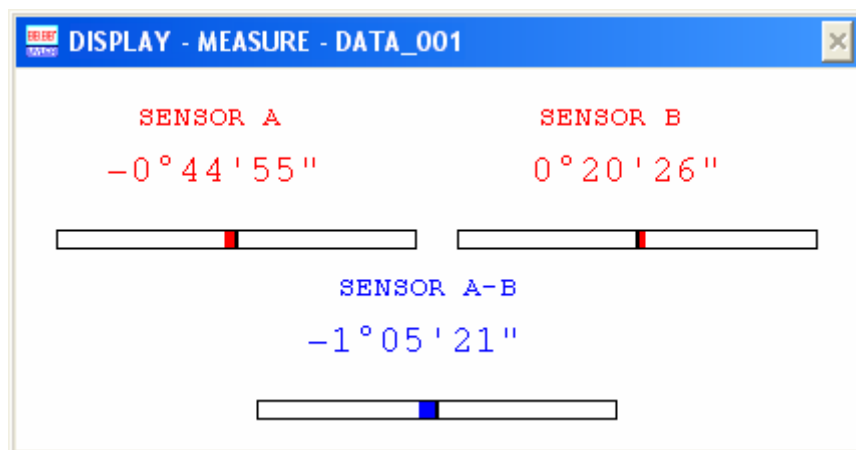 DISPLAY - MEASURE - DATA_001
SENSOR A
-0°44'55"
SENSOR B
0°20'26"
SENSOR A-B
-1°05'21"